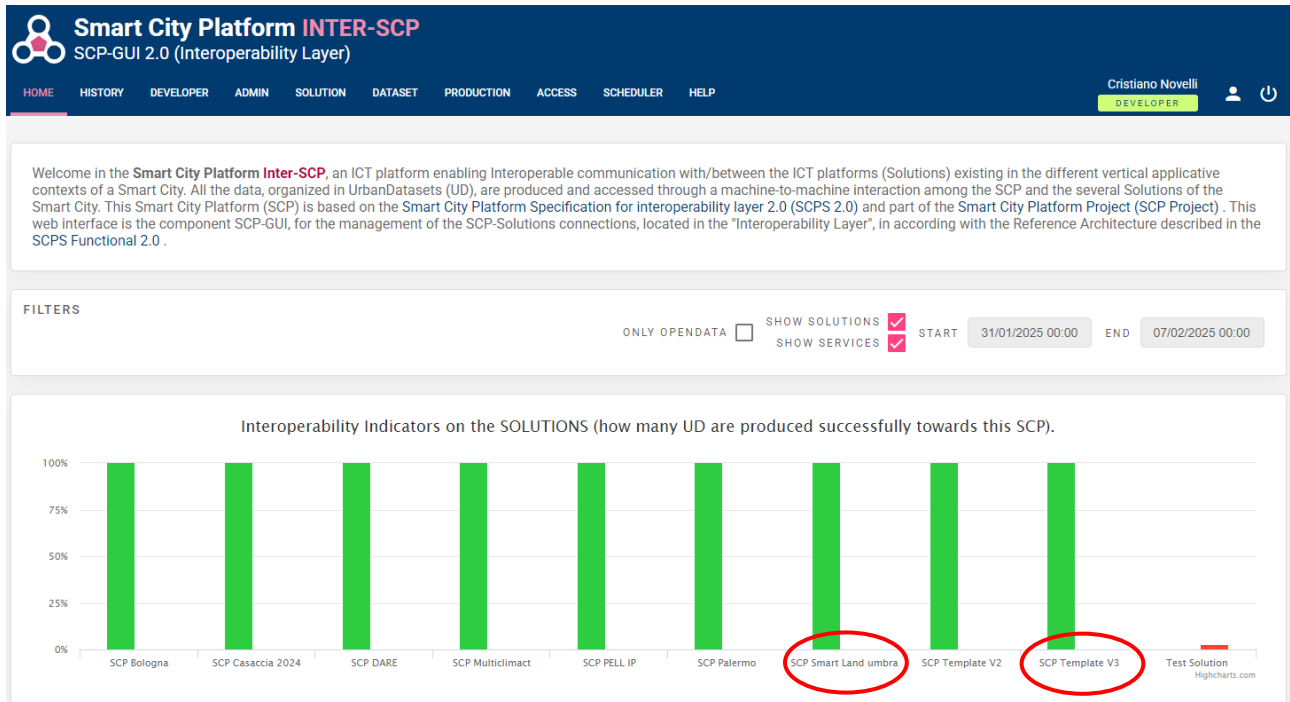 Smart City Platform INTER-SCP
SCP-GUI 2.0 (Interoperability Layer)
HOME HISTORY DEVELOPER ADMIN SOLUTION DATASET PRODUCTION ACCESS SCHEDULER HELP
Cristiano Novelli
DEVELOPER
Welcome in the Smart City Platform Inter-SCP, an ICT platform enabling Interoperable communication with/between the ICT platforms (Solutions) existing in the different vertical applicative
contexts of a Smart City. All the data, organized in UrbanDatasets (UD), are produced and accessed through a machine-to-machine interaction among the SCP and the several Solutions of the
Smart City. This Smart City Platform (SCP) is based on the Smart City Platform Specification for interoperability layer 2.0 (SCPS 2.0) and part of the Smart City Platform Project (SCP Project) . This
web interface is the component SCP-GUI, for the management of the SCP-Solutions connections, located in the "Interoperability Layer", in according with the Reference Architecture described in the
SCPS Functional 2.0 .
FILTERS
ONLY OPENDATA
SHOW SOLUTIONS
SHOW SERVICES
START 31/01/2025 00:00 END 07/02/2025 00:00
Interoperability Indicators on the SOLUTIONS (how many UD are produced successfully towards this SCP).
100%
75%
50%
25%
0%
SCP Bologna SCP Casaccia 2024 SCP DARE SCP Multiclimact SCP PELL IP SCP Palermo SCP Smart Land umbra SCP Template V2 SCP Template V3 Test Solution
Highcharts.com